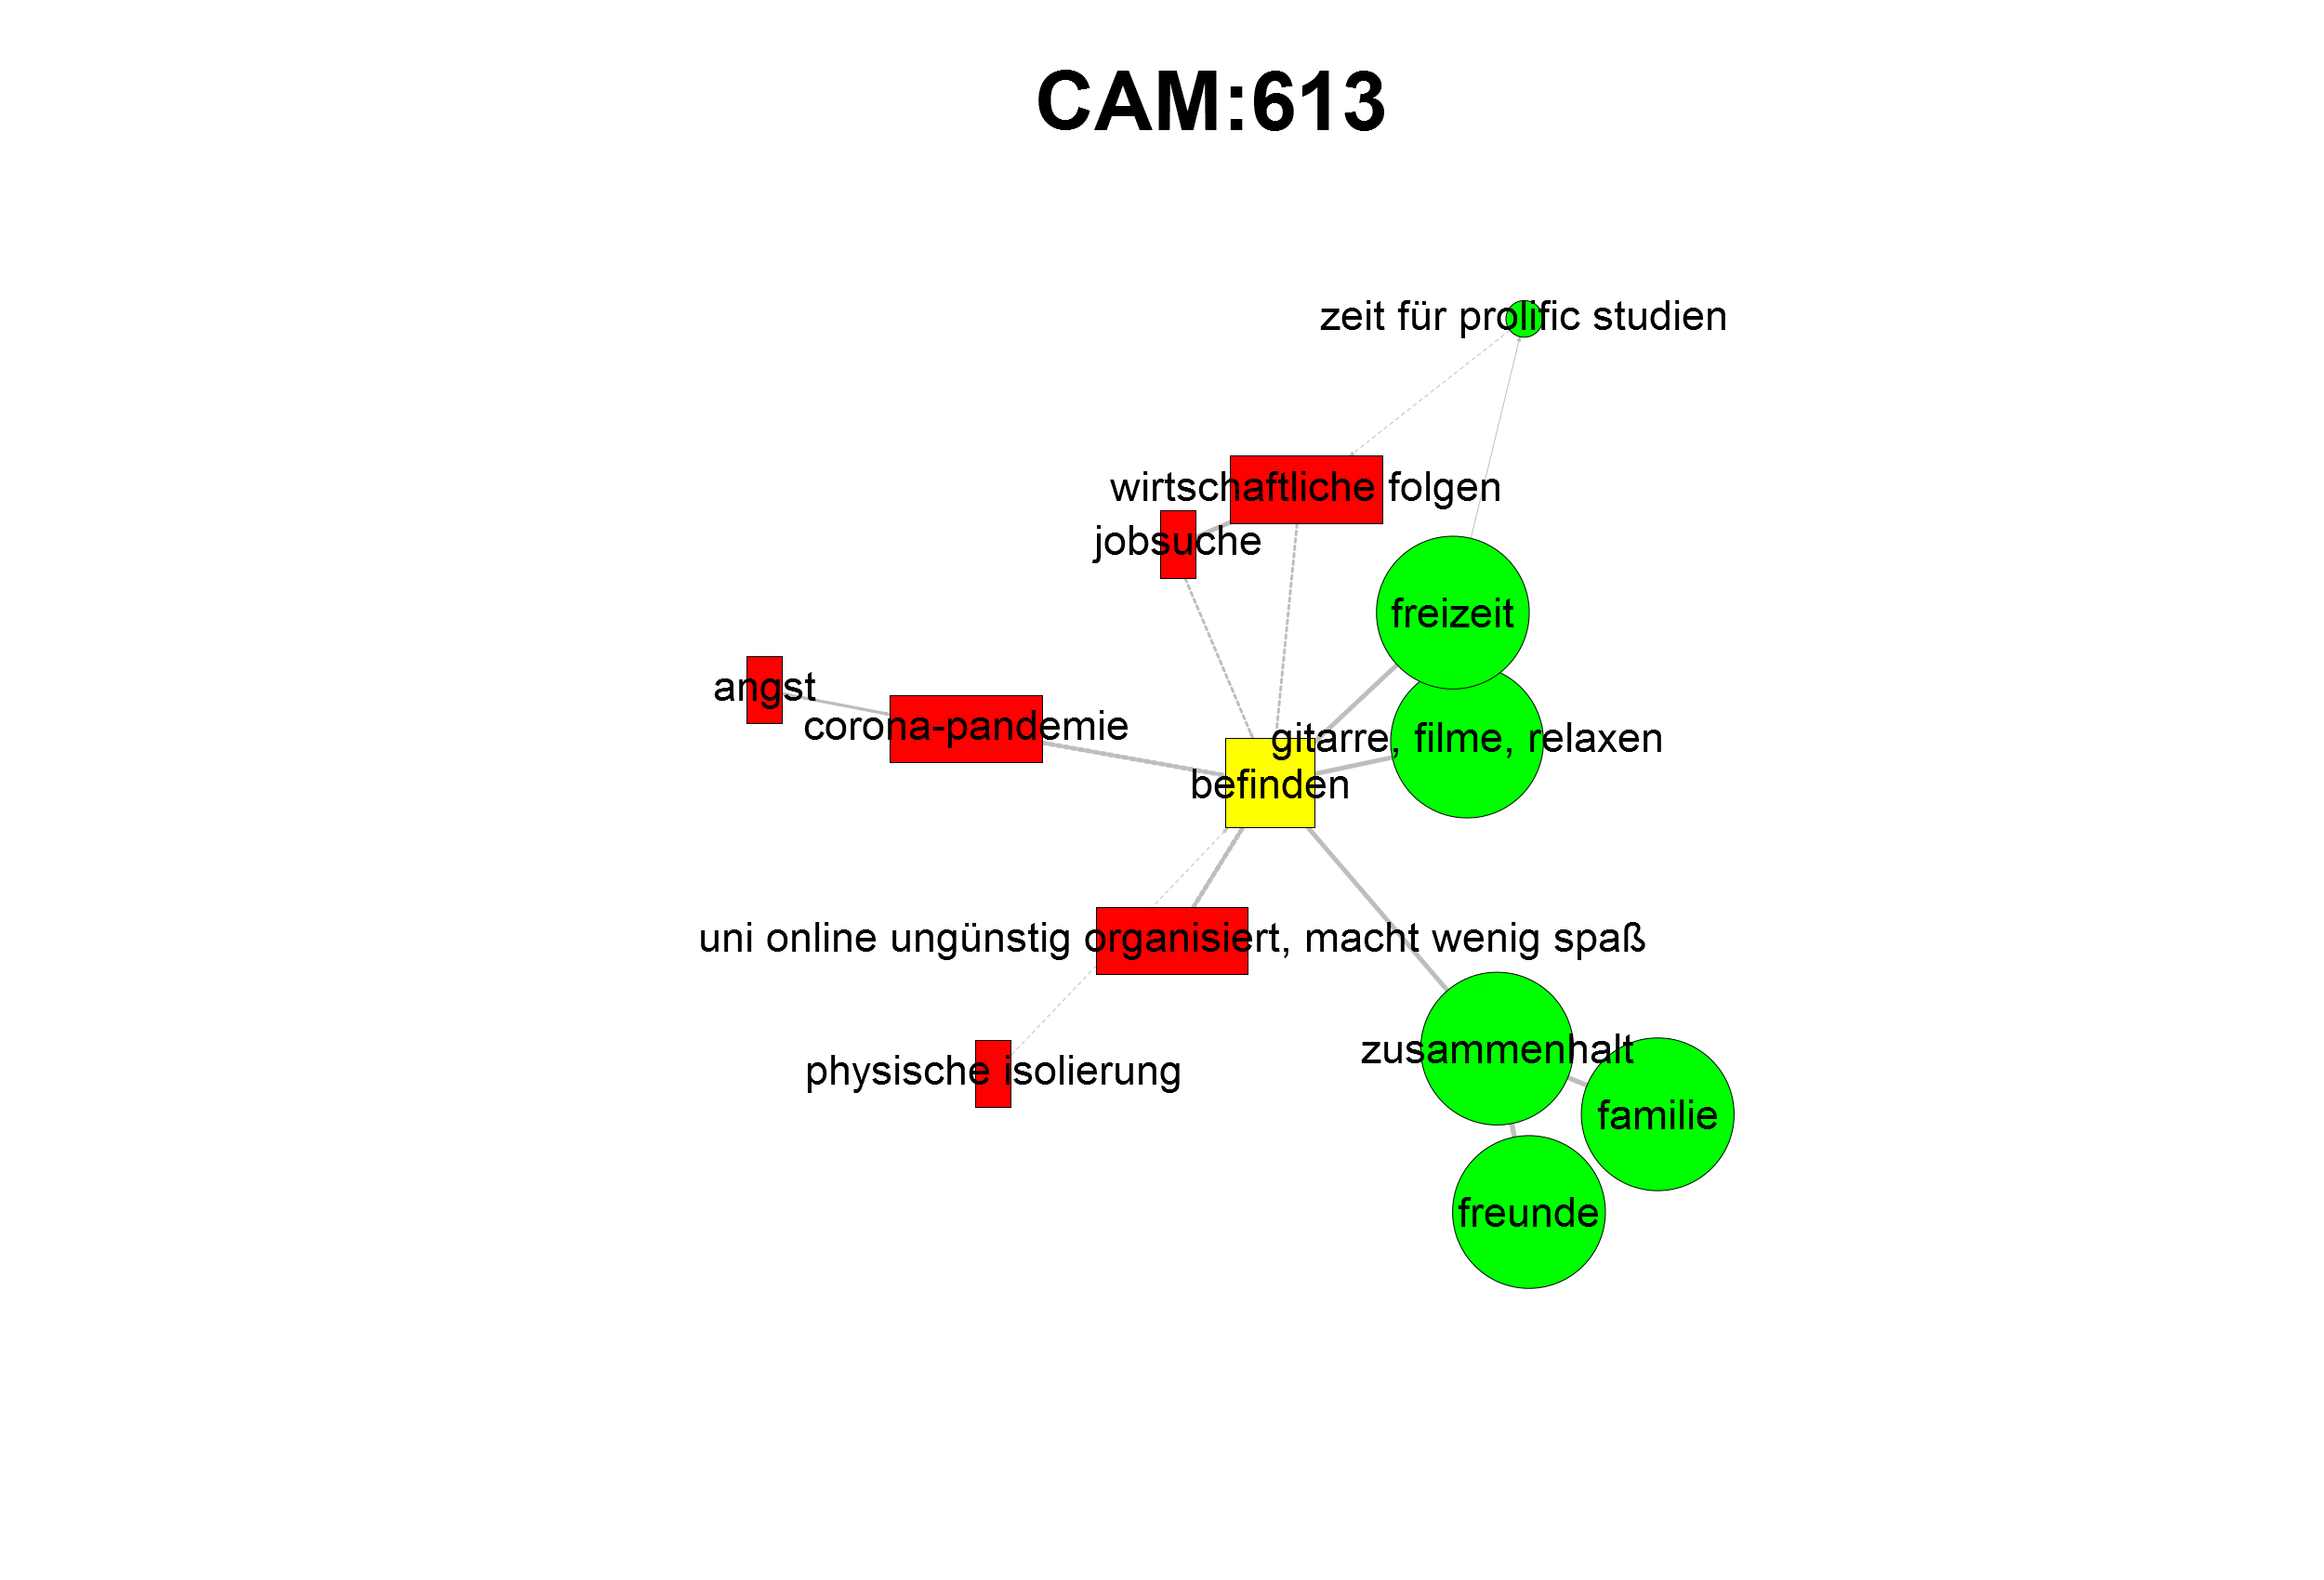 CAM:613
zeit für prolific studien
wirtschaftliche folgen
jobsuche
freizeit
angst
corona-pandemie
gitarre, filme, relaxen
befinden
uni online ungünstig organisiert, macht wenig spaß
zusammenhalt
physische isolierung
familie
freunde